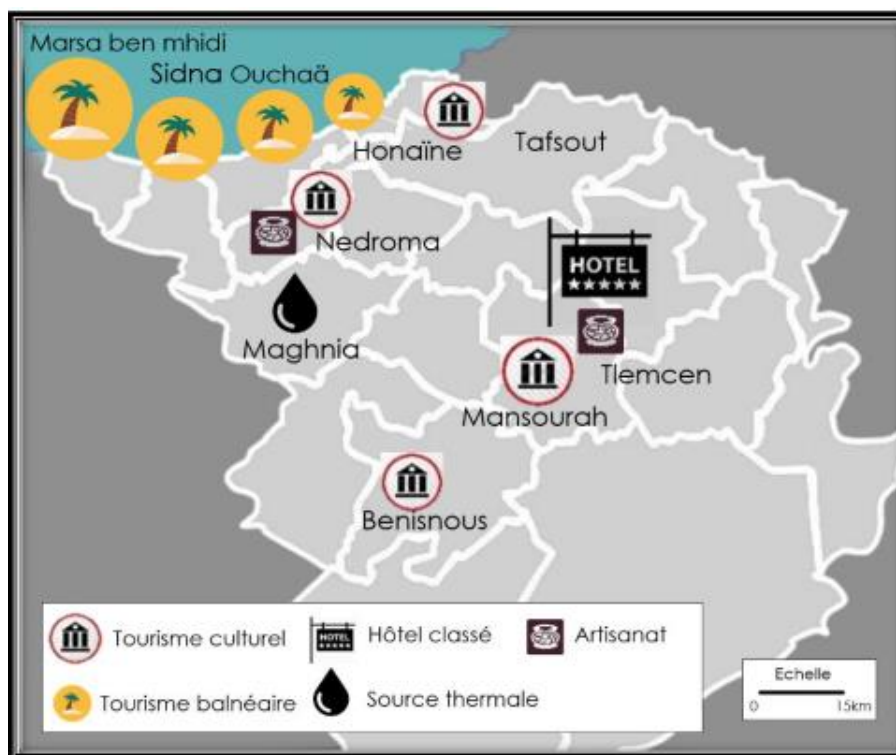 Marsa ben mhidi
Sidna Ouchaä
Honaïne
Tafsout
Nedroma
HOTEL
Maghnia
Tlemcen
Mansourah
Benisnous
Tourisme culturel
HOTEL
Hôtel classé
Artisanat
Tourisme balnéaire
Source thermale
Echelle
0 15km